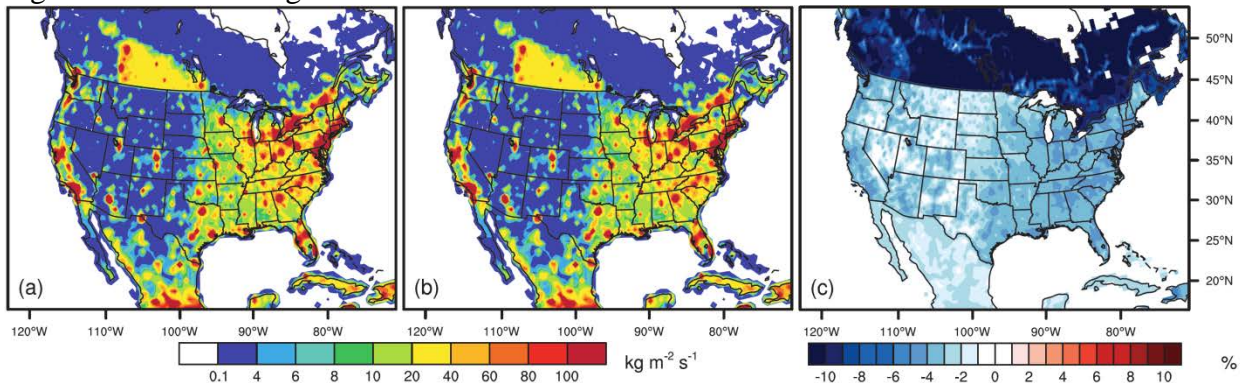 (a)
(b)
(c)
50°N
45°N
40°N
35°N
30°N
25°N
20°N
120°W 110°W 100°W 90°W 80°W 120°W 110°W 100°W 90°W 80°W 120°W 110°W 100°W 90°W 80°W
kg m⁻² s⁻¹
0.1 4 6 8 10 20 40 60 80 100
%
-10 -8 -6 -4 -2 0 2 4 6 8 10